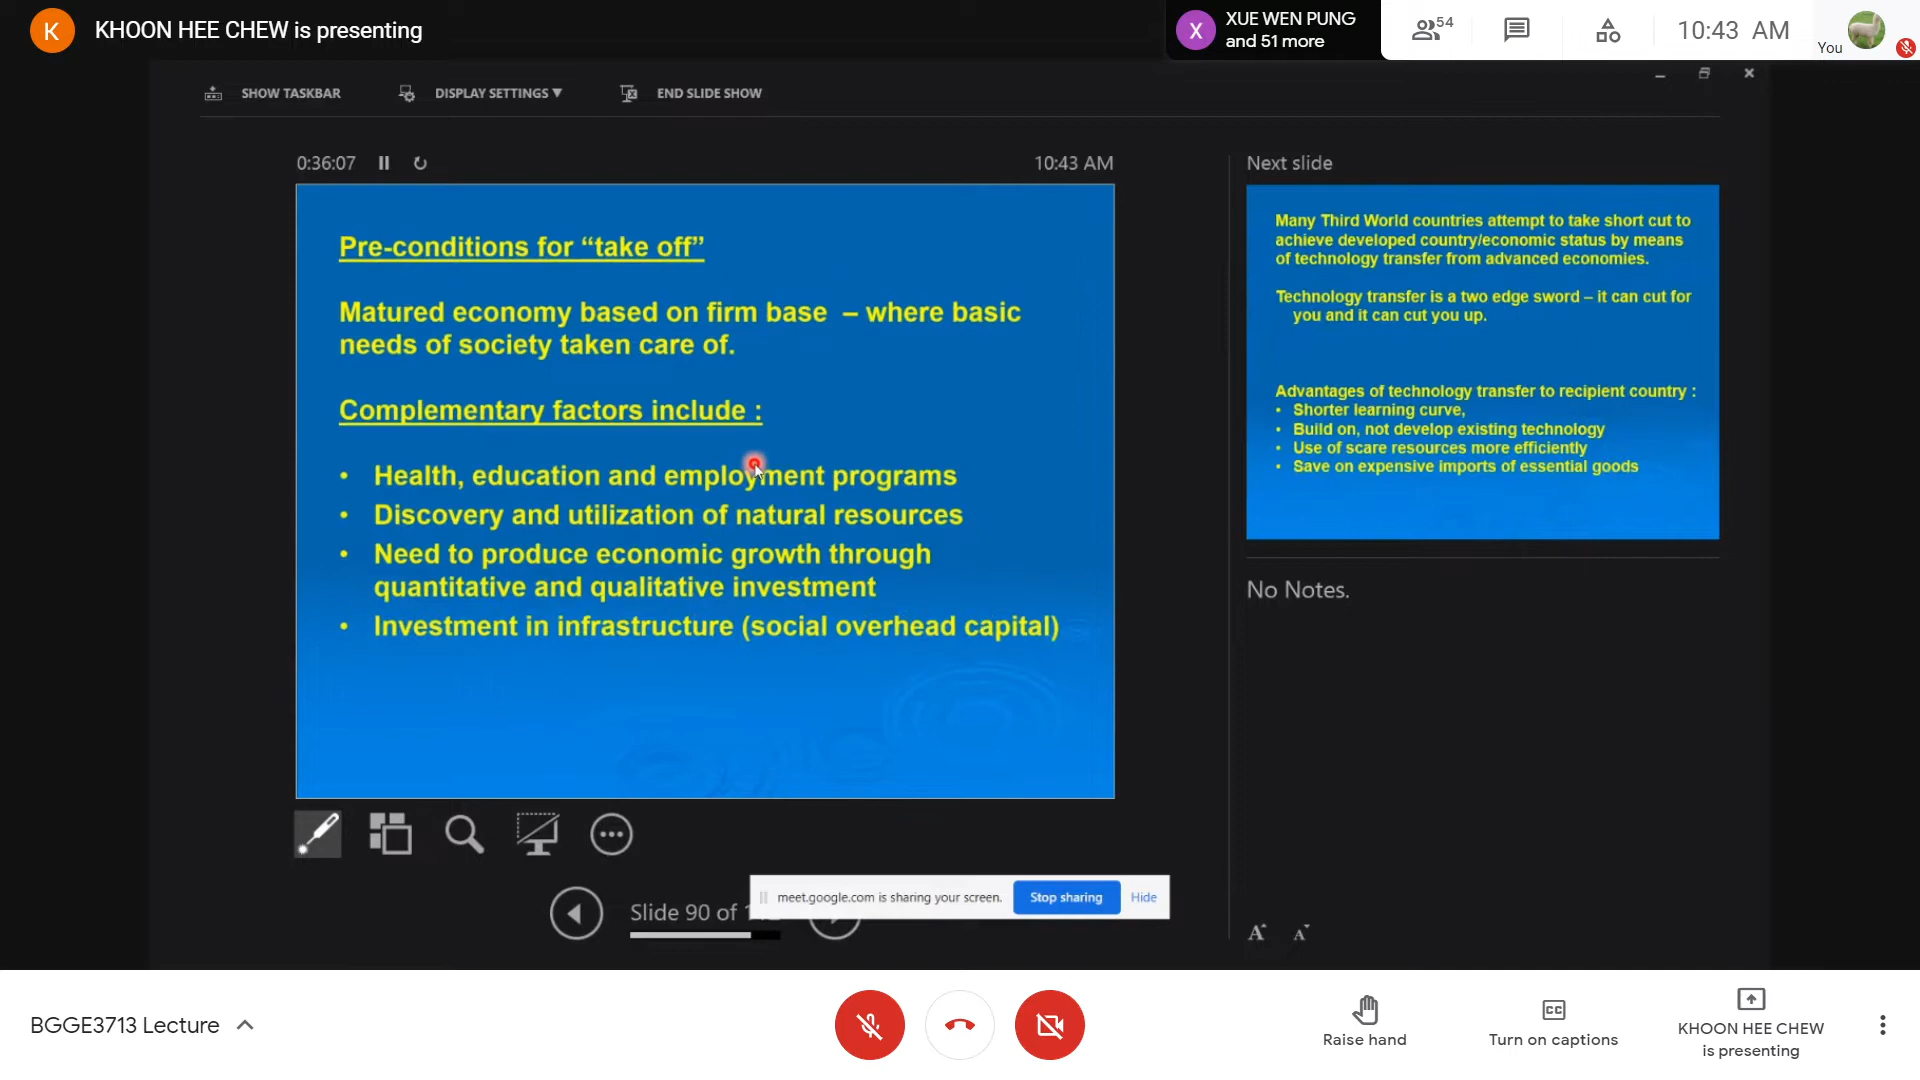 K
KHOON HEE CHEW is presenting
X
XUE WEN PUNG
and 51 more
54
10:43 AM
You
SHOW TASKBAR
DISPLAY SETTINGS
END SLIDE SHOW
0:36:07
10:43 AM
Next slide
Pre-conditions for “take off”
Matured economy based on firm base – where basic
needs of society taken care of.
Complementary factors include :
• Health, education and employment programs
• Discovery and utilization of natural resources
• Need to produce economic growth through
quantitative and qualitative investment
• Investment in infrastructure (social overhead capital)
Many Third World countries attempt to take short cut to
achieve developed country/economic status by means
of technology transfer from advanced economies.
Technology transfer is a two edge sword – it can cut for
you and it can cut you up.
Advantages of technology transfer to recipient country :
• Shorter learning curve,
• Build on, not develop existing technology
• Use of scare resources more efficiently
• Save on expensive imports of essential goods
No Notes.
meet.google.com is sharing your screen.
Stop sharing
Hide
Slide 90 of
A
A
BGGE3713 Lecture
Raise hand
CC
Turn on captions
KHOON HEE CHEW
is presenting